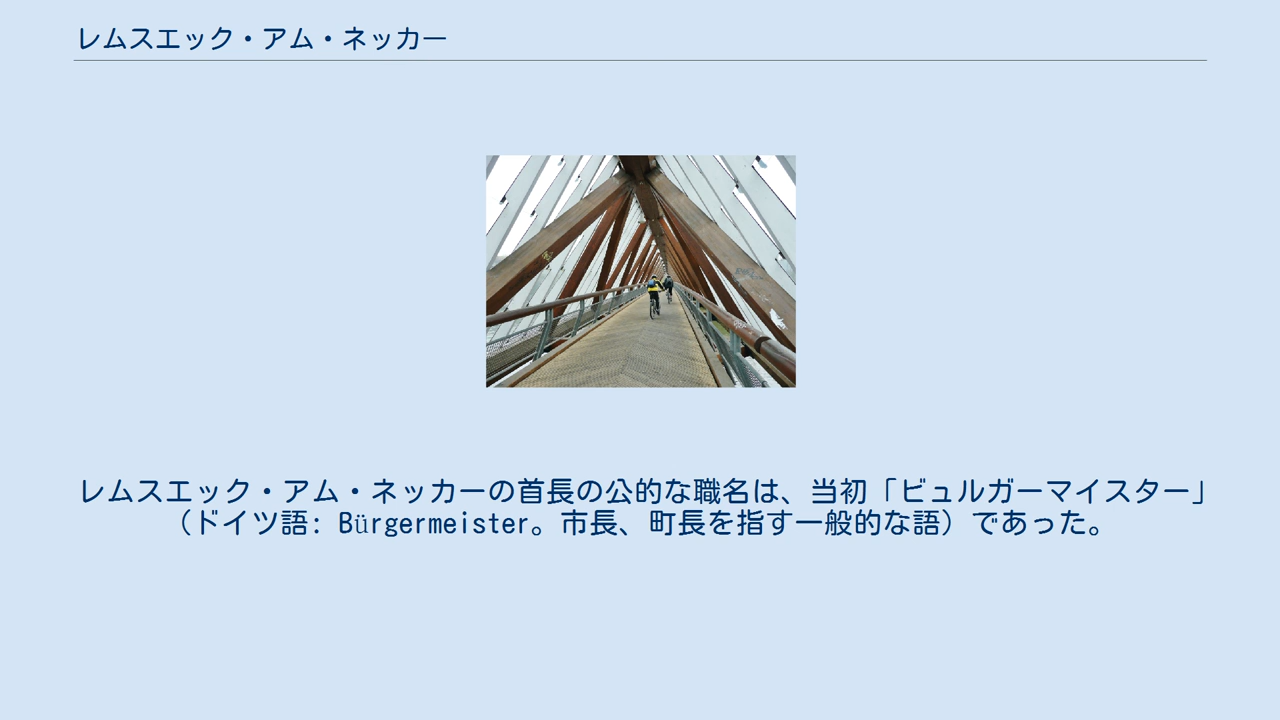 レムスエック・アム・ネッカー
レムスエック・アム・ネッカーの首長の公的な職名は、当初「ビュルガーマイスター」
（ドイツ語: Bürgermeister。市長、町長を指す一般的な語）であった。